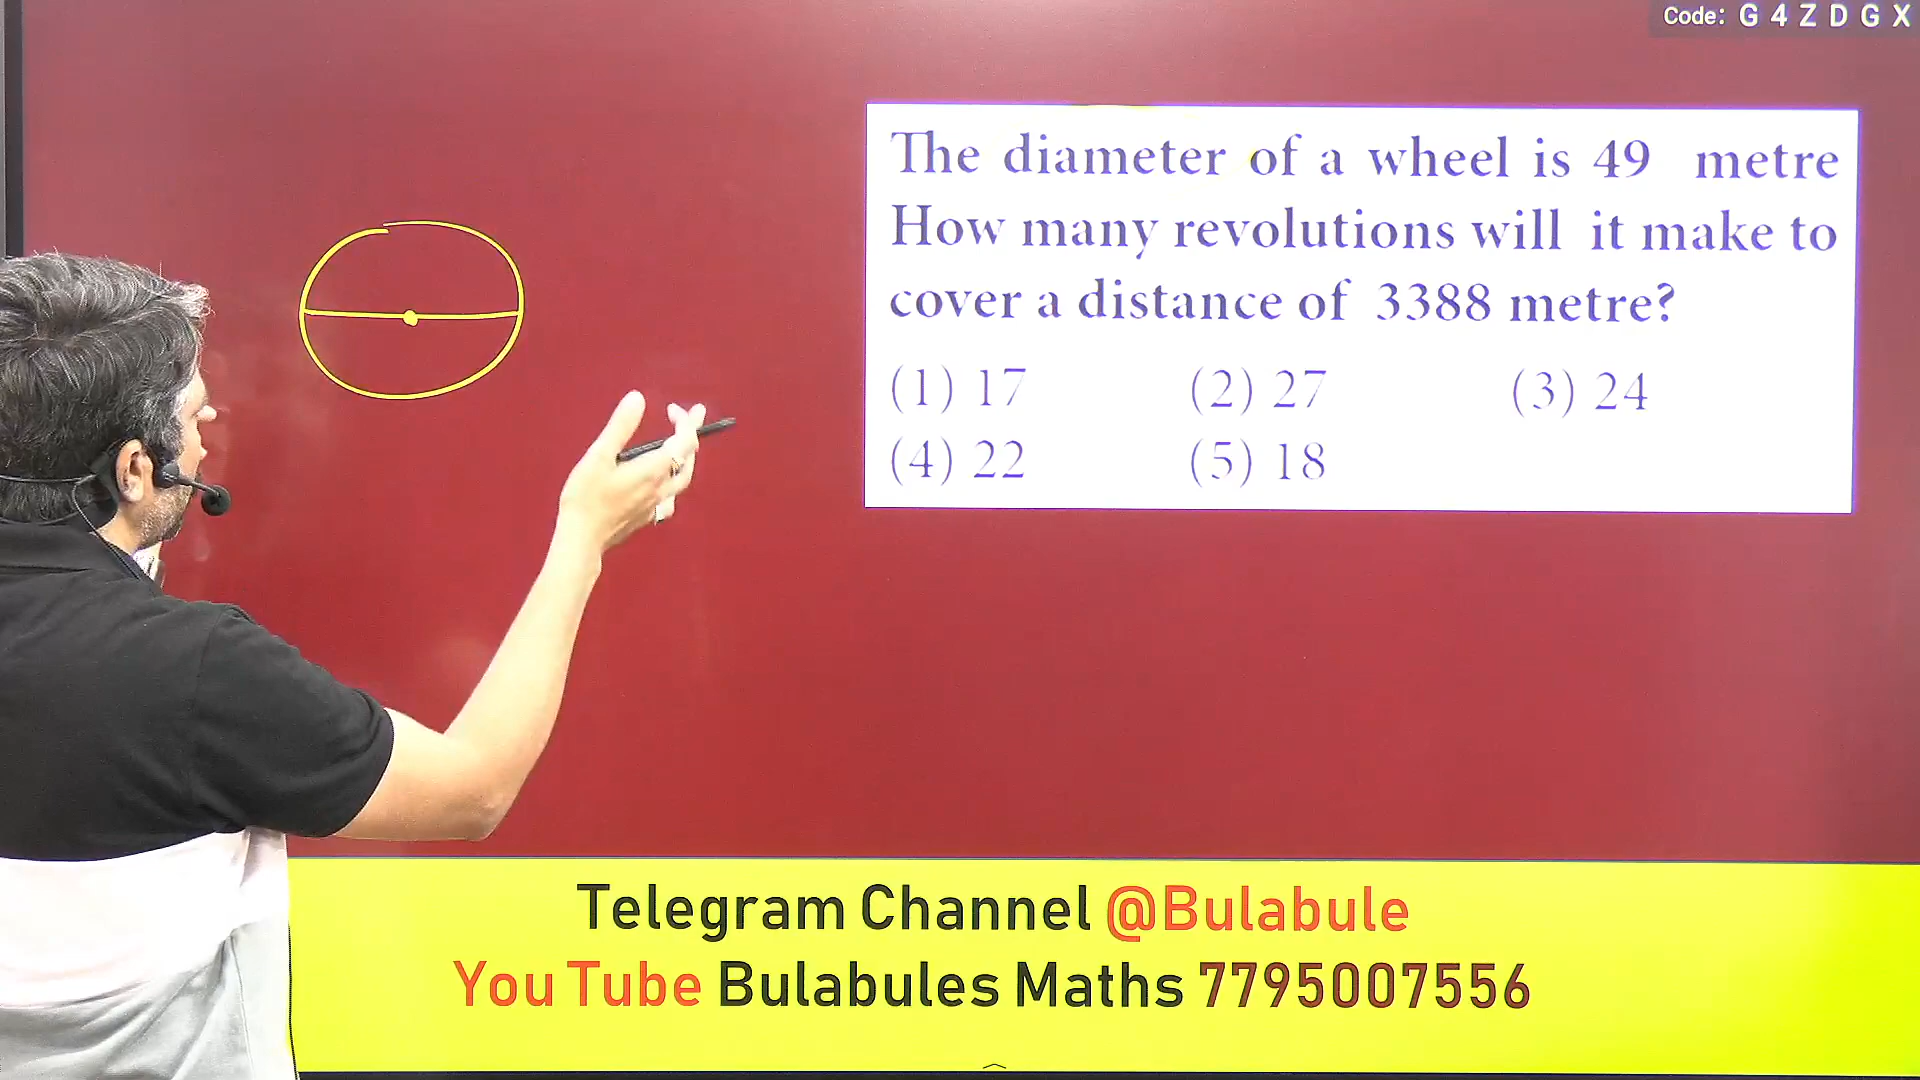 Code: G 4 Z D G X
The diameter of a wheel is 49 metre
How many revolutions will it make to
cover a distance of 3388 metre?
(1) 17 (2) 27 (3) 24
(4) 22 (5) 18
Telegram Channel @Bulabule
You Tube Bulabules Maths 7795007556